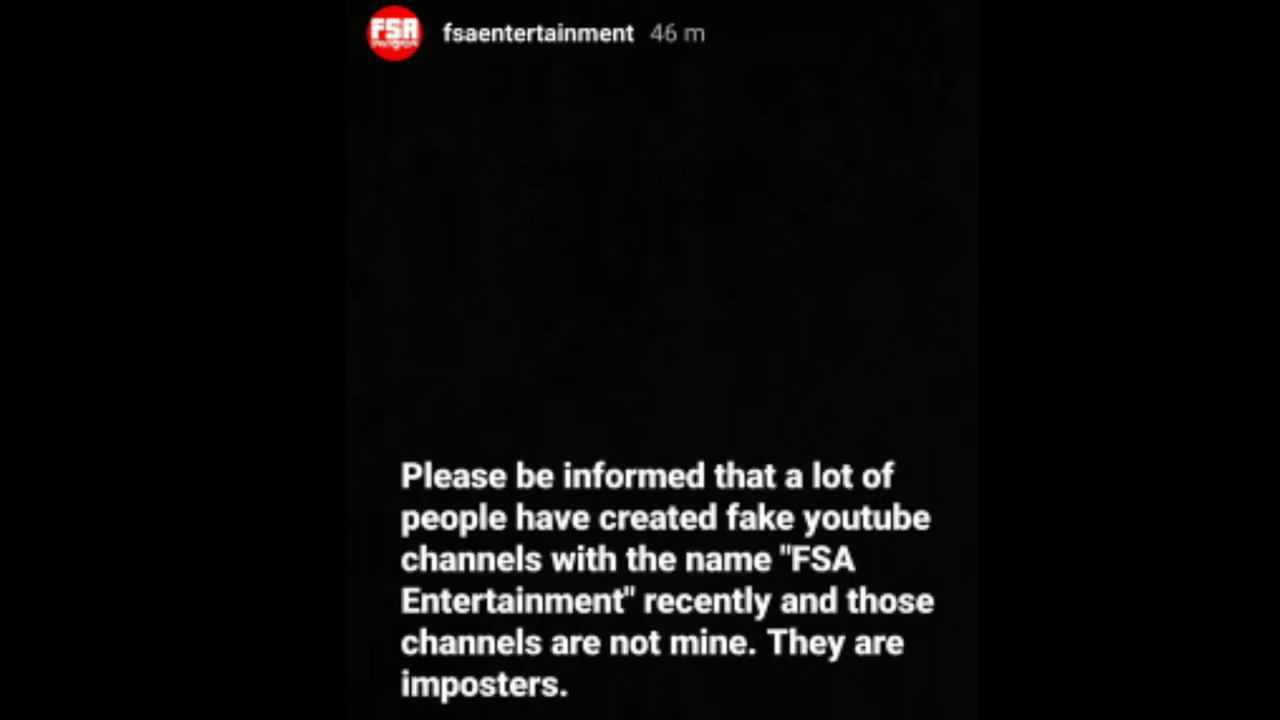 FSA
fsaentertainment 46 m
Please be informed that a lot of
people have created fake youtube
channels with the name "FSA
Entertainment" recently and those
channels are not mine. They are
imposters.